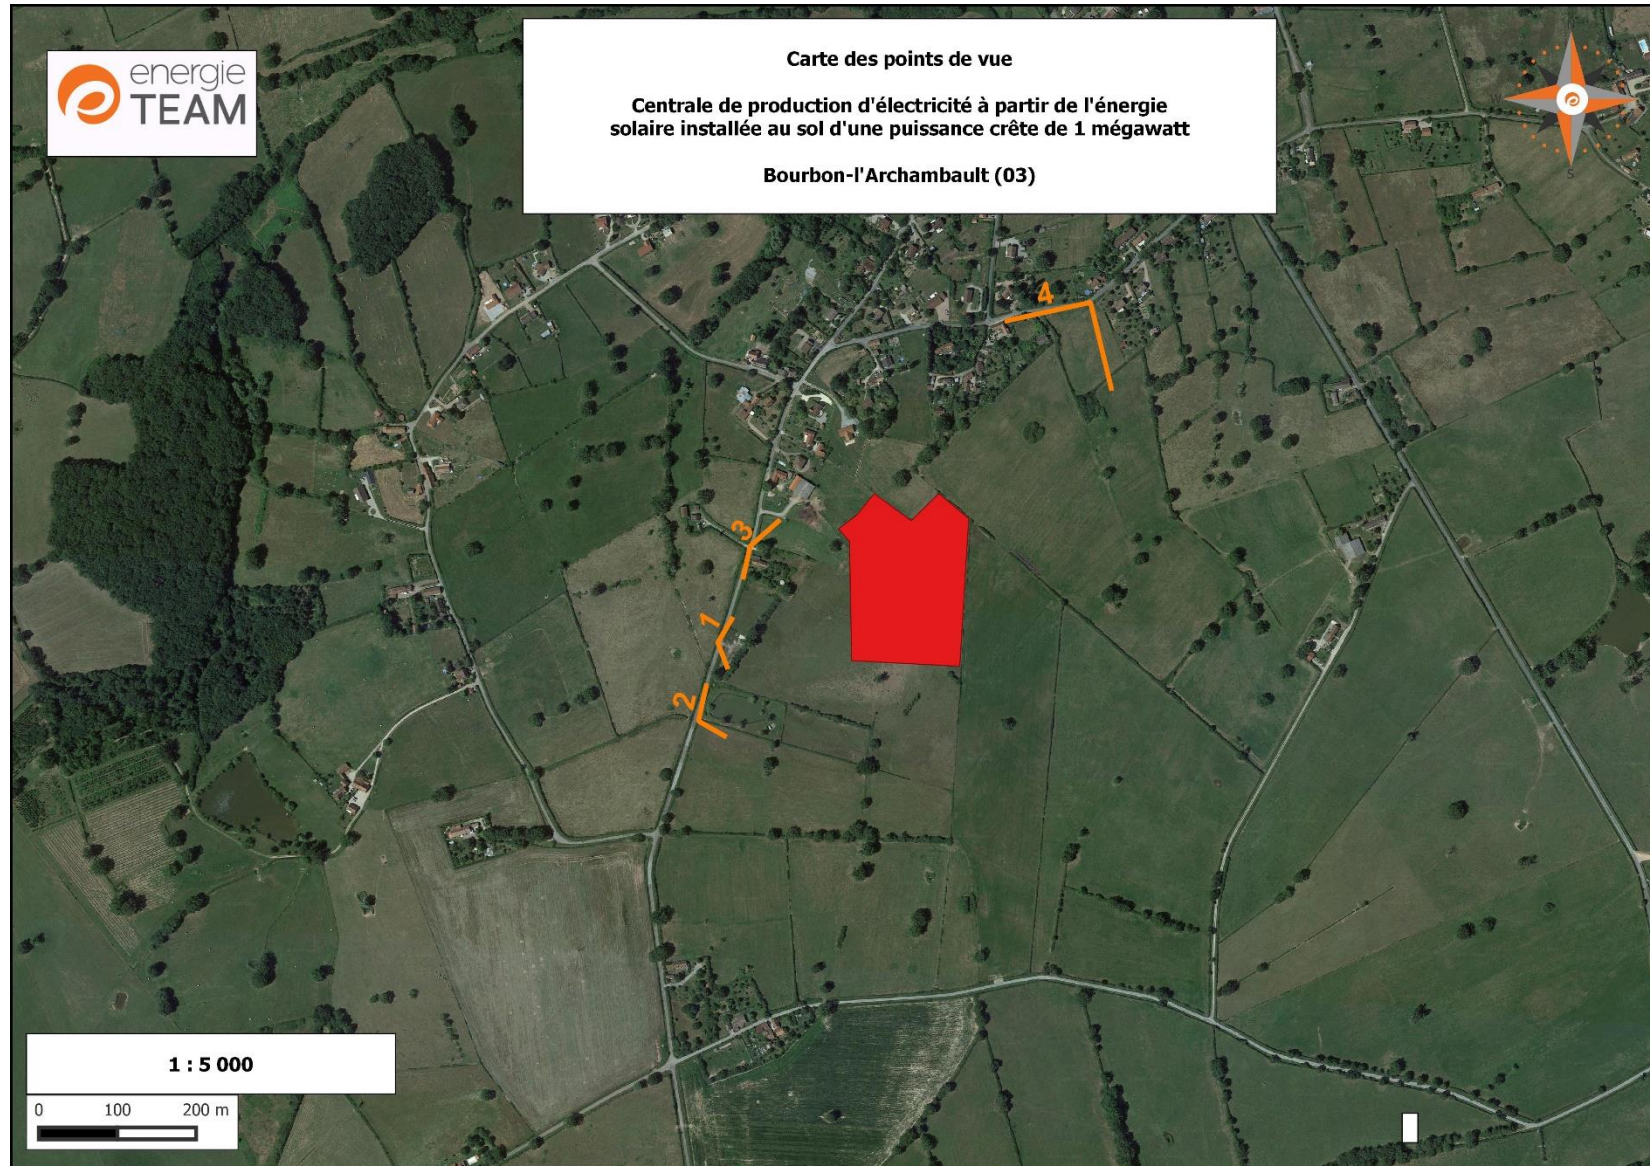 energie
TEAM
Carte des points de vue
Centrale de production d'électricité à partir de l'énergie
solaire installée au sol d'une puissance crête de 1 mégawatt
Bourbon-l'Archambault (03)
S
4
3
1
2
1 : 5 000
0 100 200 m